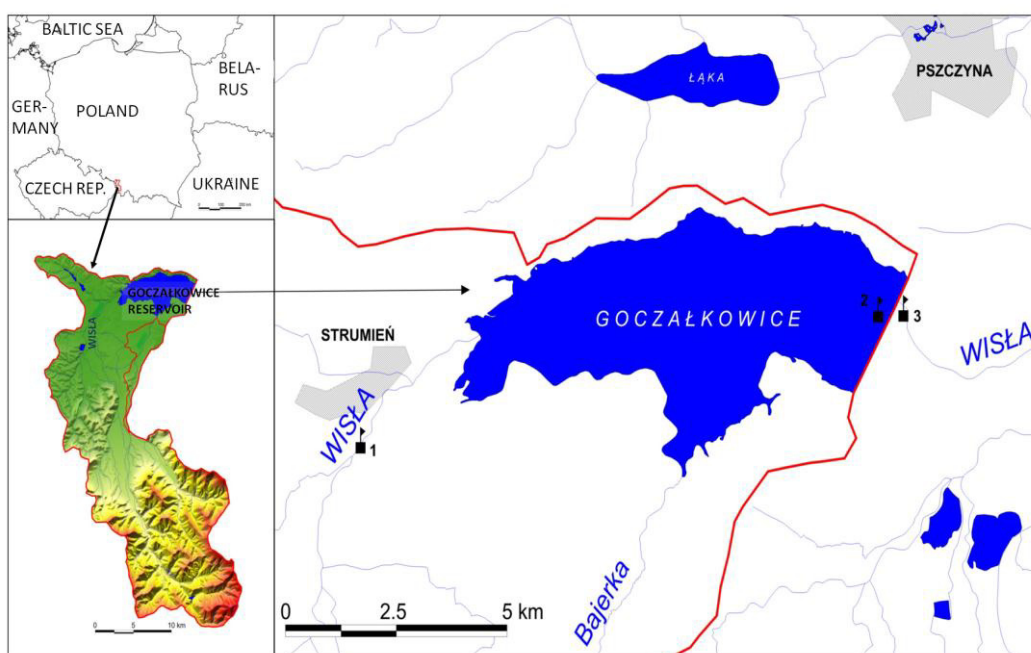 BALTIC SEA
BELA-
RUS
GER-
MANY
POLAND
CZECH REP.
UKRAINE
GOCZAŁKOWICE
RESERVOIR
WISŁA
0 5 10 km
ŁĄKA
PSZCZYNA
GOCZAŁKOWICE
2
3
WISŁA
STRUMIEŃ
WISŁA
1
Bajerka
0 2.5 5 km